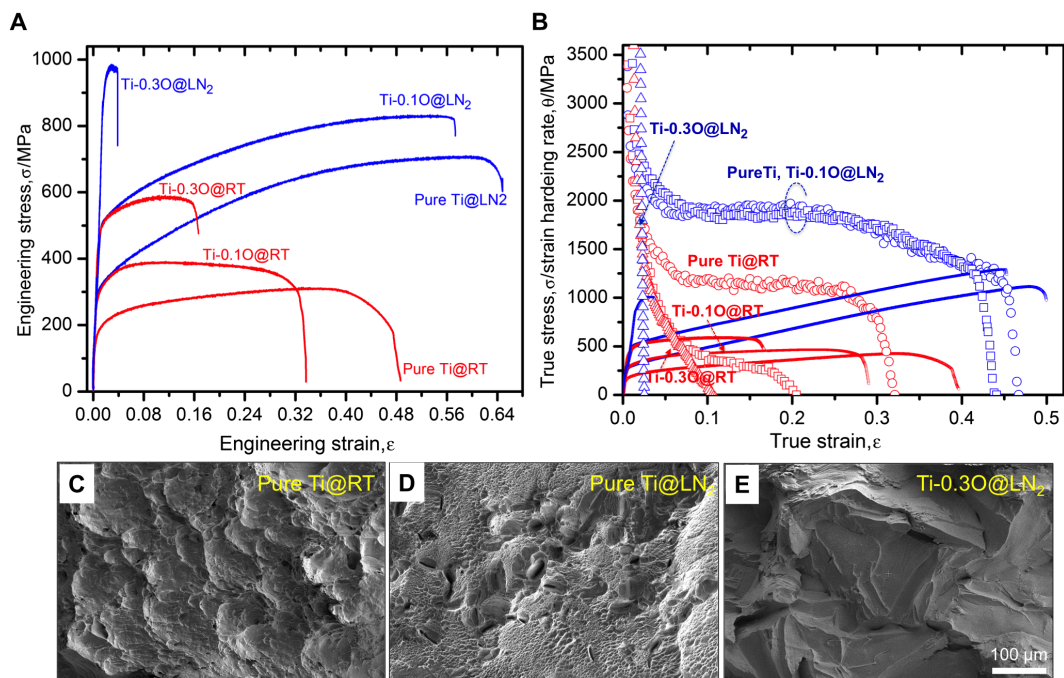 A
Engineering stress,σ/MPa
1000
800
600
400
200
0
0.00 0.08 0.16 0.24 0.32 0.40 0.48 0.56 0.64
Engineering strain,ε
Ti-0.3O@LN2
Ti-0.1O@LN2
Pure Ti@LN2
Ti-0.3O@RT
Ti-0.1O@RT
Pure Ti@RT
B
True stress, σ/strain hardeing rate,θ/MPa
3500
3000
2500
2000
1500
1000
500
0
0.0 0.1 0.2 0.3 0.4 0.5
True strain,ε
Ti-0.3O@LN2
PureTi, Ti-0.1O@LN2
Pure Ti@RT
Ti-0.1O@RT
Ti-0.3O@RT
C
Pure Ti@RT
D
Pure Ti@LN2
E
Ti-0.3O@LN2
100 µm